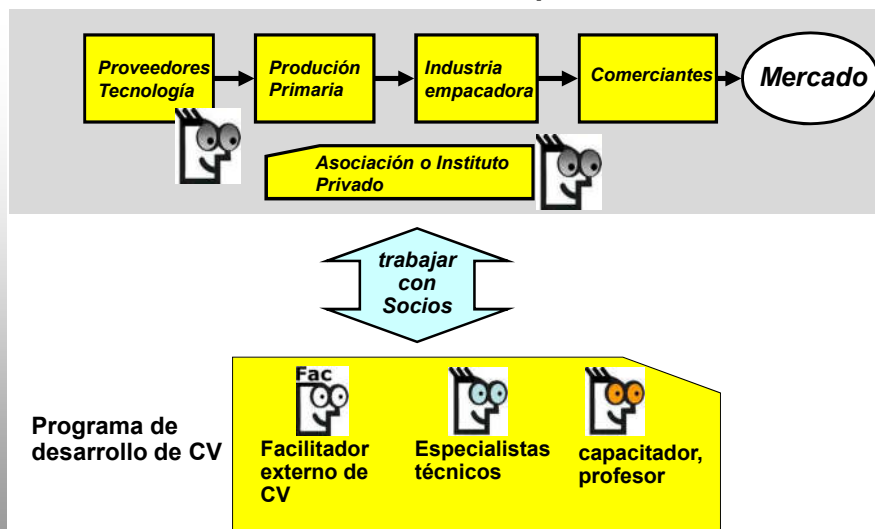 Proveedores
Tecnología
Produción
Primaria
Industria
empacadora
Comerciantes
Mercado
Asociación o Instituto
Privado
trabajar
con
Socios
Fac
Programa de
desarrollo de CV
Facilitador
externo de
CV
Especialistas
técnicos
capacitador,
profesor